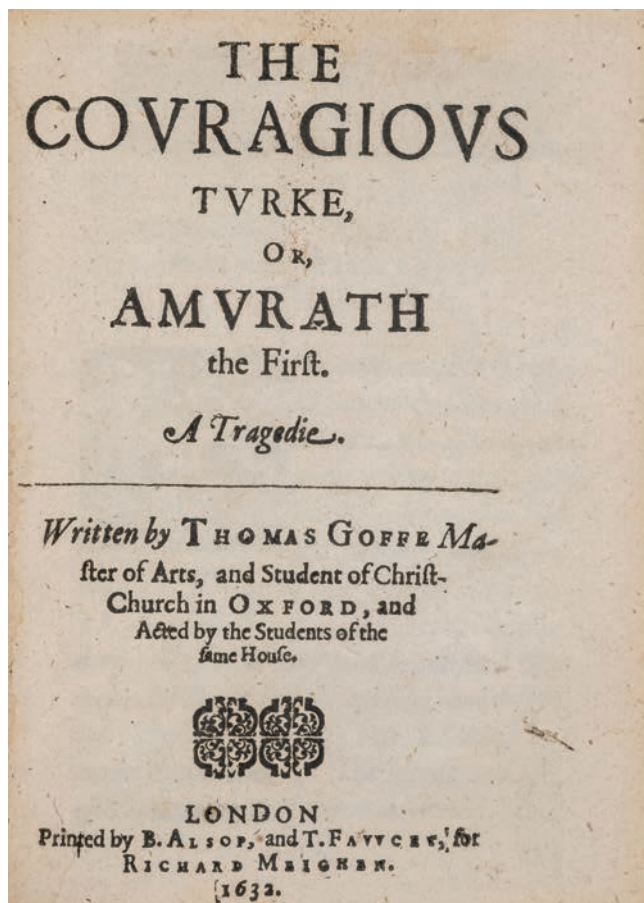 THE
COVRAGIOVS
TVRKE,
OR,
AMVRATH
the Firſt.
A Tragedie.
Written by THOMAS GOFFE Ma-
ſter of Arts, and Student of Chriſt-
Church in OXFORD, and
Acted by the Students of the
ſame Houſe.
LONDON
Printed by B. ALSOP, and T. FAVVCET, for
RICHARD MEIGHEN.
1632.